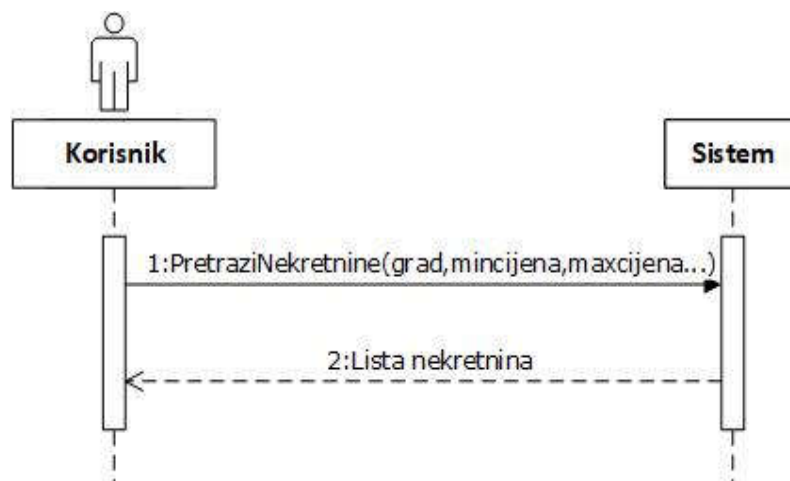 Korisnik
Sistem
1:PretraziNekretnine(grad,mincijena,maxcijena...)
2:Lista nekretnina